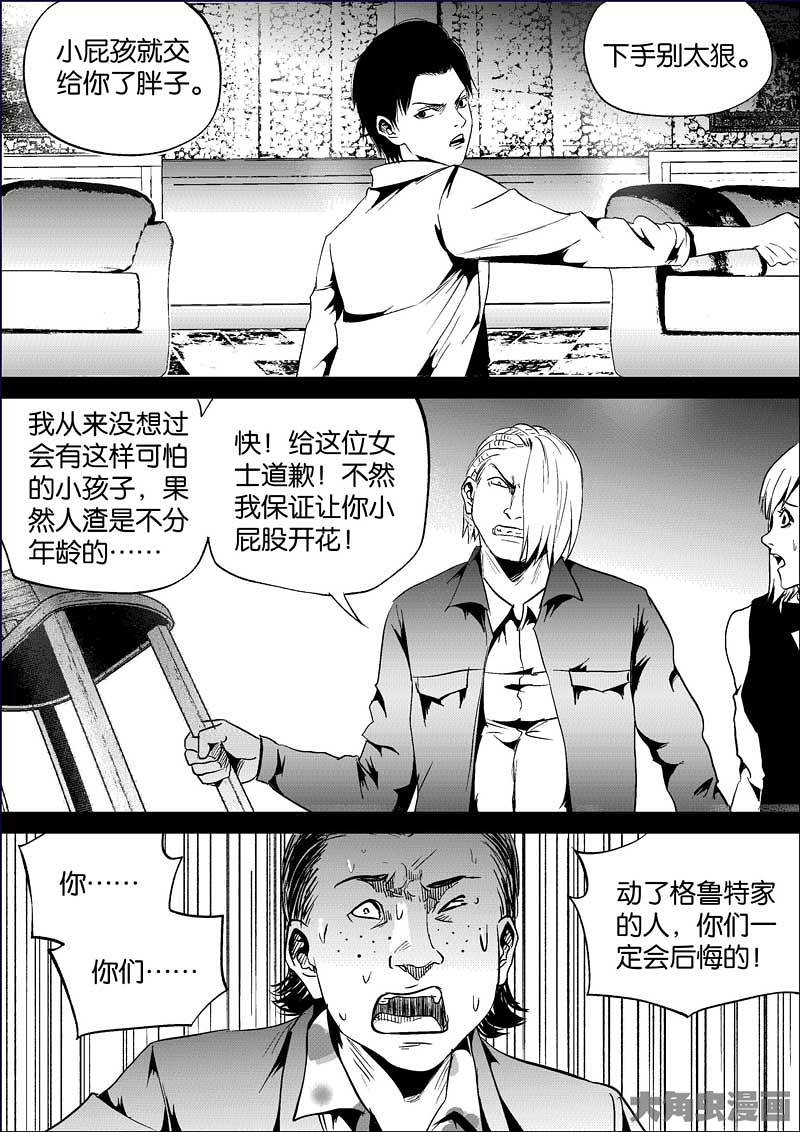 小屁孩就交
给你了胖子。
下手别太狠。
我从来没想过
会有这样可怕
的小孩子，果
然人渣是不分
年龄的……
快！给这位女
士道歉！不然
我保证让你小
屁股开花！
你……
你们……
动了格鲁特家
的人，你们一
定会后悔的！
大角虫漫画